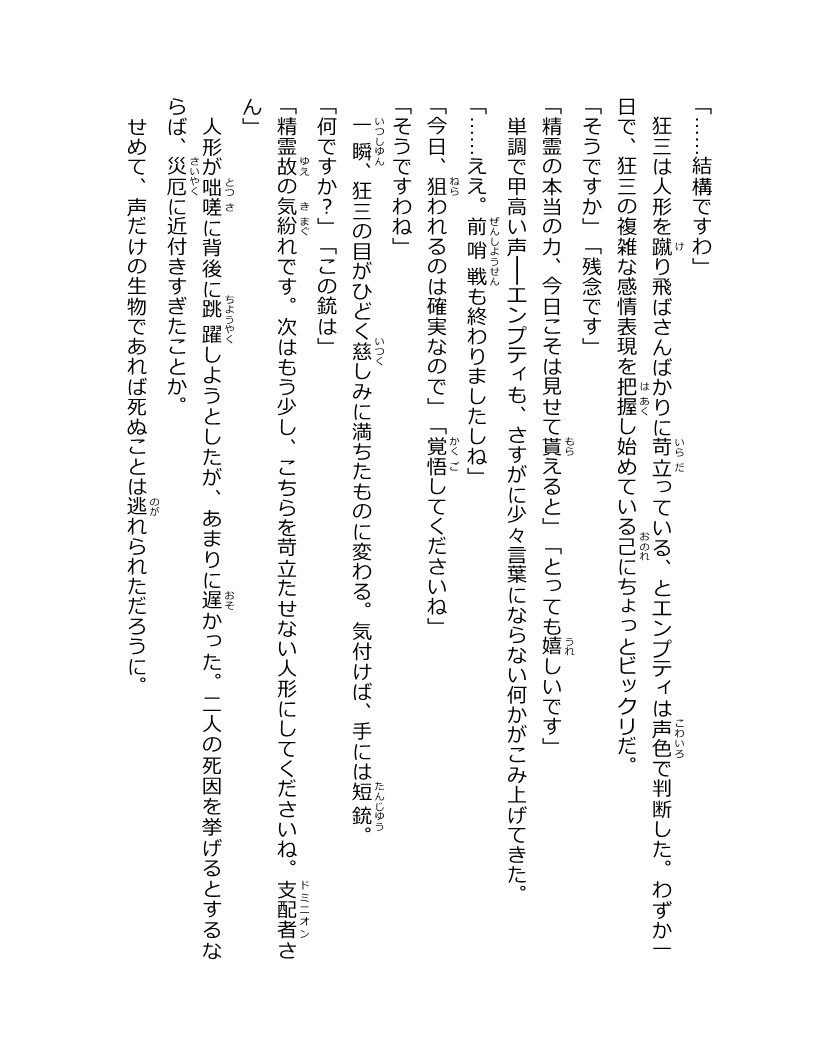 「……結構ですわ」
狂三は人形を蹴り飛ばさんばかりに苛立っている、とエンプティは声色で判断した。わずか一
日で、狂三の複雑な感情表現を把握し始めている己にちょっとビックリだ。
「そうですか」「残念です」
「精霊の本当の力、今日こそは見せて貰えると」「とっても嬉しいです」
単調で甲高い声──エンプティも、さすがに少々言葉にならない何かがこみ上げてきた。
「……ええ。前哨戦も終わりましたしね」
「今日、狙われるのは確実なので」「覚悟してくださいね」
「そうですわね」
一瞬、狂三の目がひどく慈しみに満ちたものに変わる。気付けば、手には短銃。
「何ですか？」「この銃は」
「精霊故の気紛れです。次はもう少し、こちらを苛立たせない人形にしてくださいね。支配者さ
ん」
人形が咄嗟に背後に跳躍しようとしたが、あまりに遅かった。二人の死因を挙げるとするな
らば、災厄に近付きすぎたことか。
せめて、声だけの生物であれば死ぬことは逃れられただろうに。